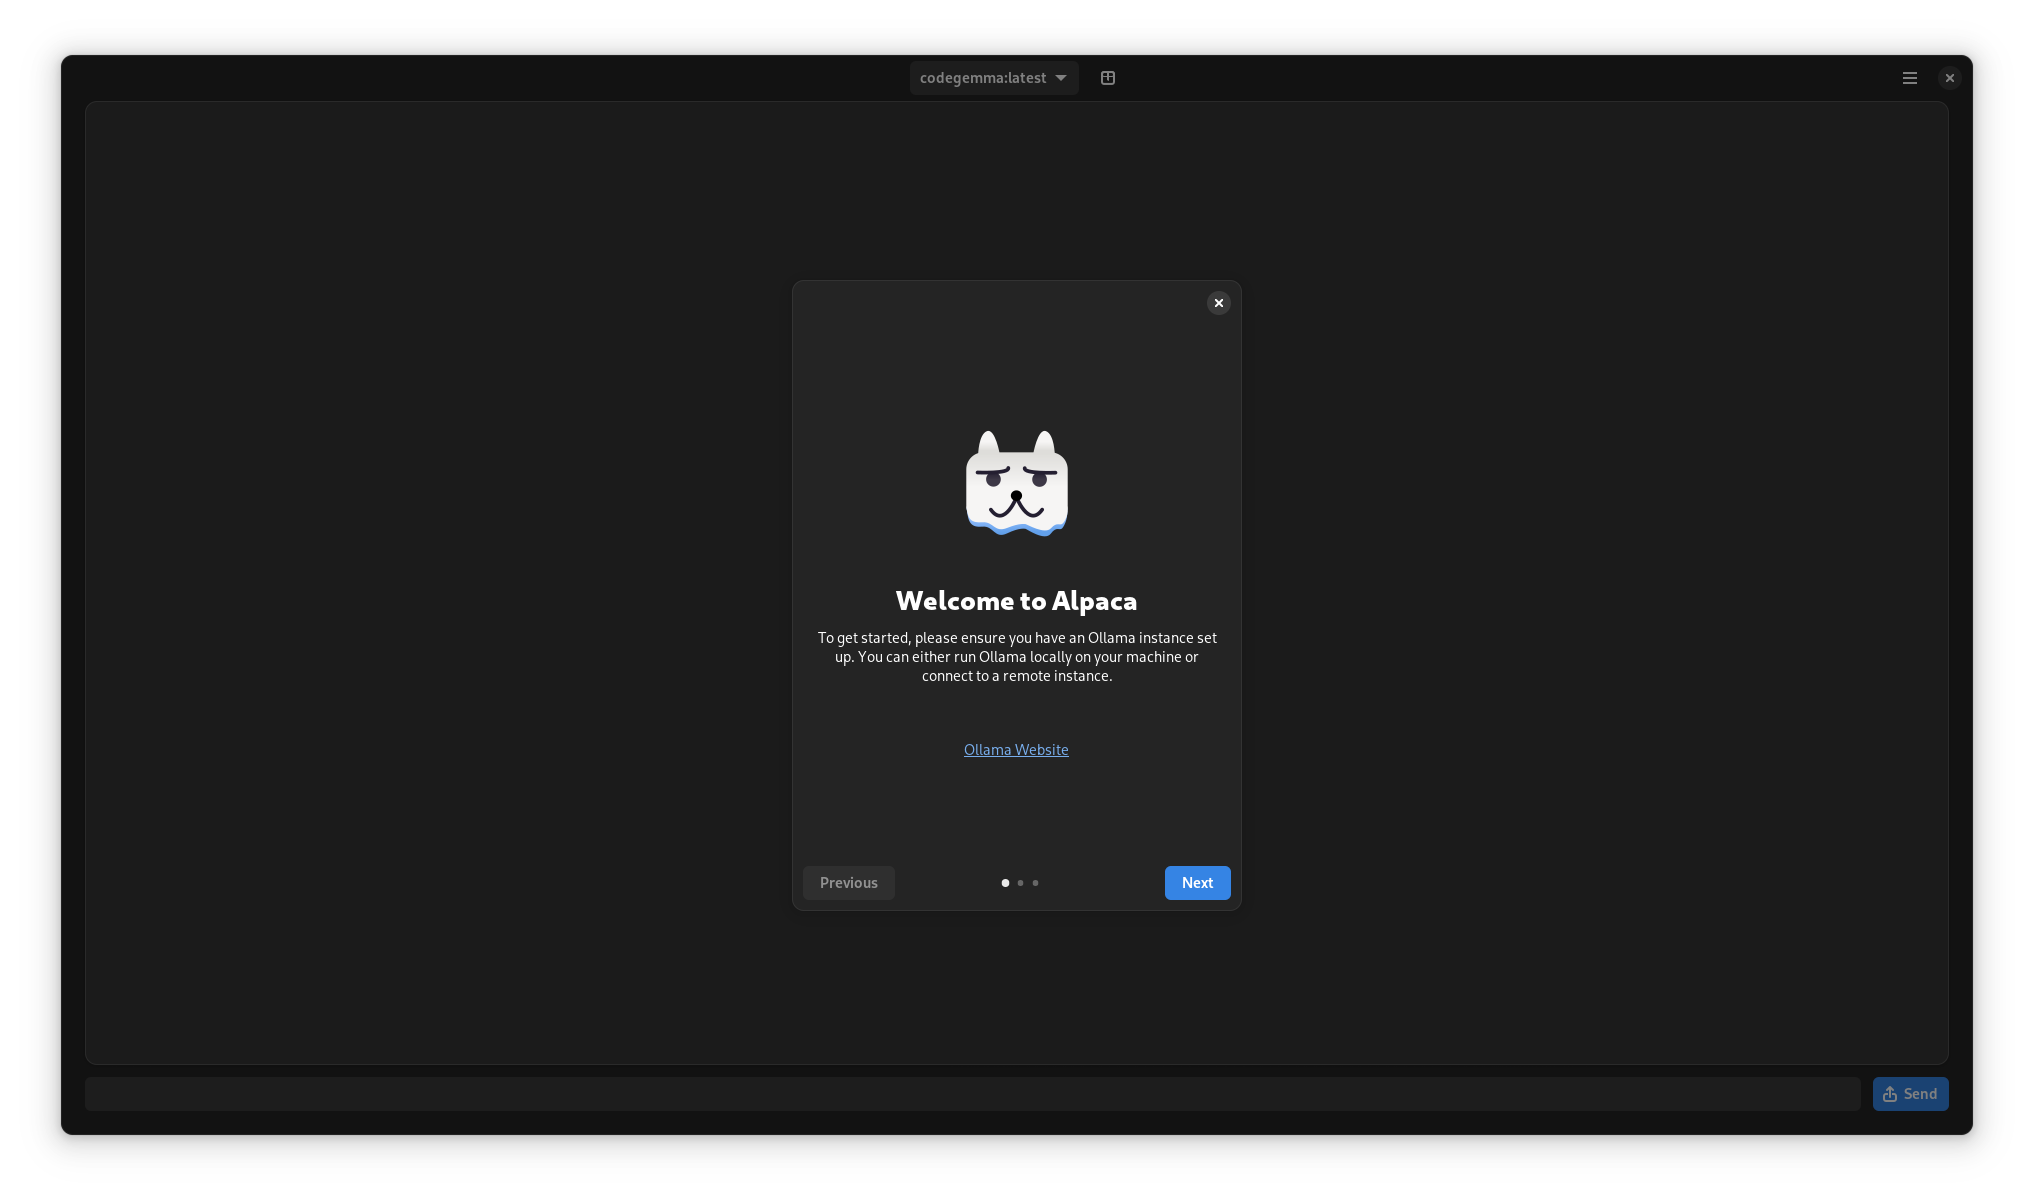 codegemma:latest
Welcome to Alpaca
To get started, please ensure you have an Ollama instance set
up. You can either run Ollama locally on your machine or
connect to a remote instance.
Ollama Website
Previous
Next
Send